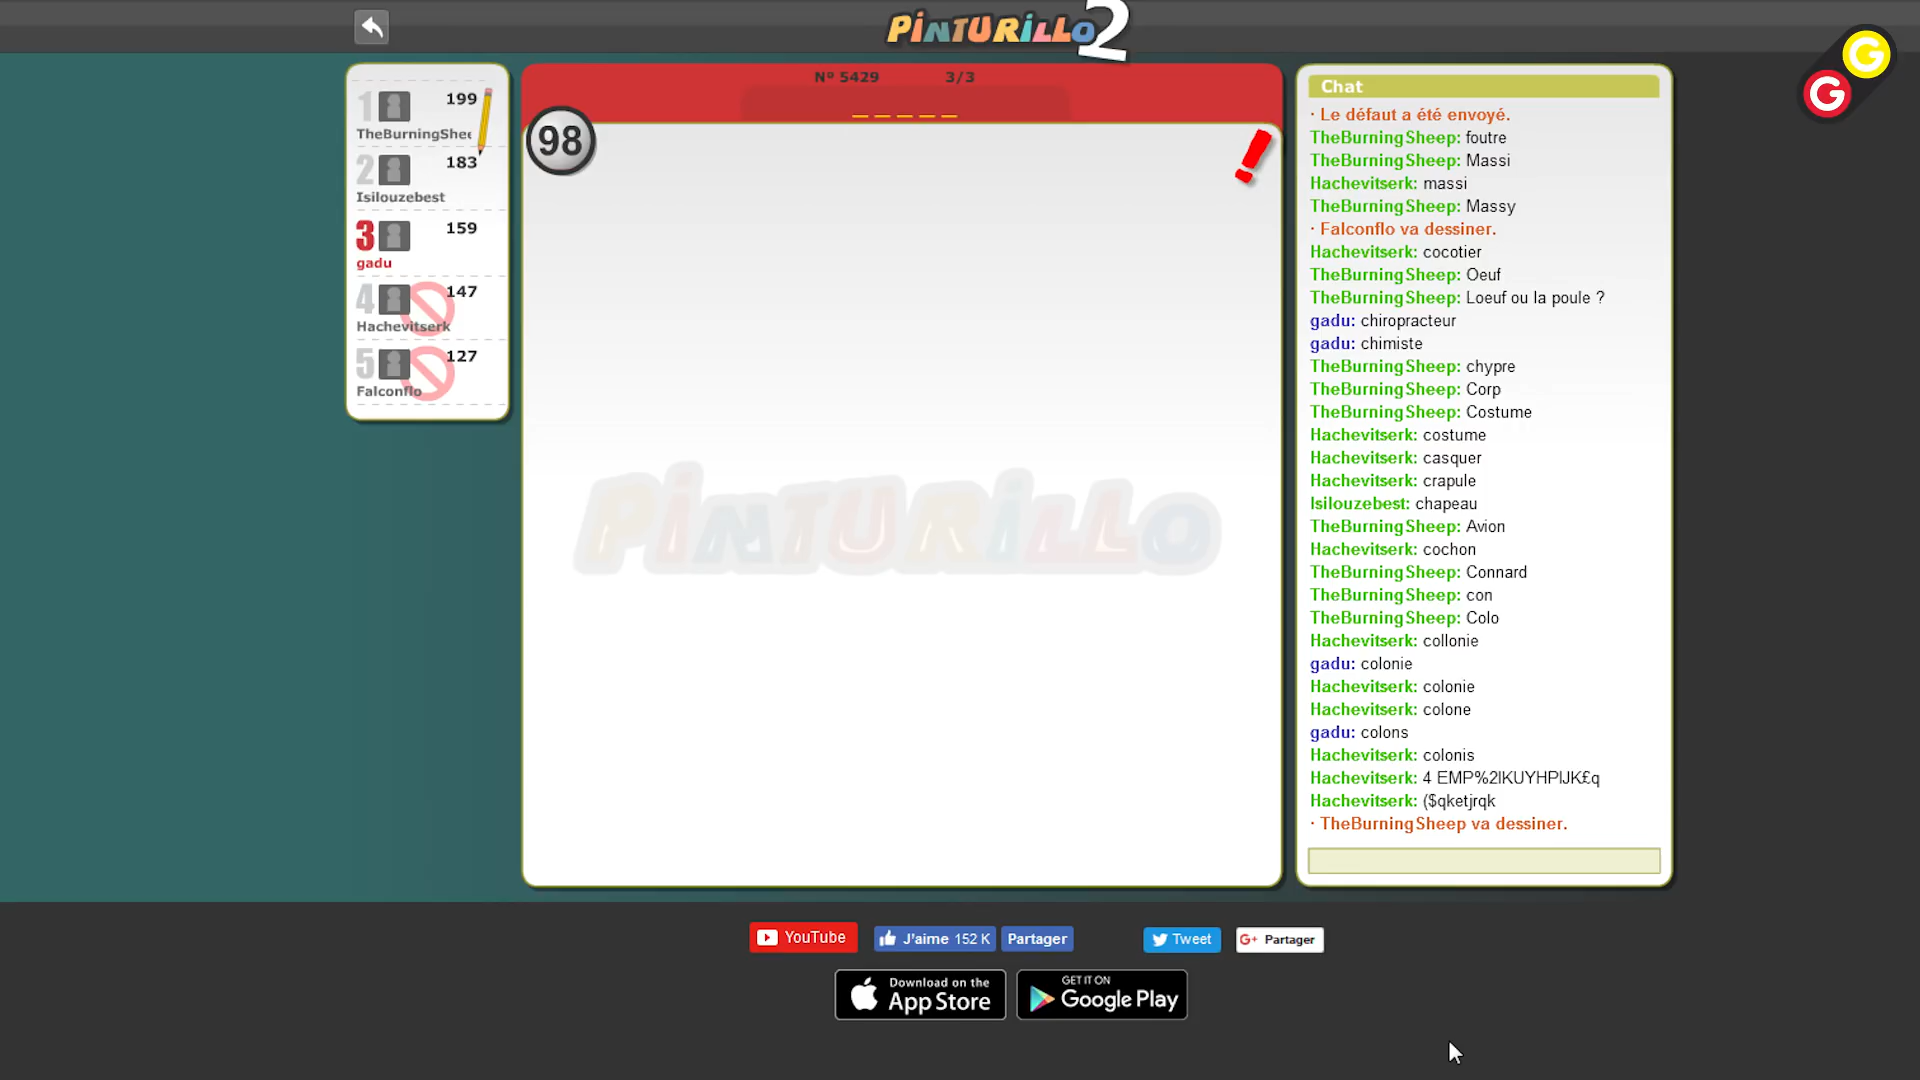 PiNTURiLLO 2
G
G
Nº 5429 3/3
_ _ _ _ _
98
1 199
TheBurningShee
2 183
Isilouzebest
3 159
gadu
4 147
Hachevitserk
5 127
Falconflo
PiNTURiLLO
Chat
· Le défaut a été envoyé.
TheBurningSheep: foutre
TheBurningSheep: Massi
Hachevitserk: massi
TheBurningSheep: Massy
· Falconflo va dessiner.
Hachevitserk: cocotier
TheBurningSheep: Oeuf
TheBurningSheep: Loeuf ou la poule ?
gadu: chiropracteur
gadu: chimiste
TheBurningSheep: chypre
TheBurningSheep: Corp
TheBurningSheep: Costume
Hachevitserk: costume
Hachevitserk: casquer
Hachevitserk: crapule
Isilouzebest: chapeau
TheBurningSheep: Avion
Hachevitserk: cochon
TheBurningSheep: Connard
TheBurningSheep: con
TheBurningSheep: Colo
Hachevitserk: collonie
gadu: colonie
Hachevitserk: colonie
Hachevitserk: colone
gadu: colons
Hachevitserk: colonis
Hachevitserk: 4 EMP%2IKUYHPIJK£q
Hachevitserk: ($qketjrqk
· TheBurningSheep va dessiner.
YouTube
J'aime 152 K
Partager
Tweet
G+ Partager
Download on the
App Store
GET IT ON
Google Play